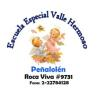 Escuela Especial Valle Hermoso
Peñalolén
Roca Viva #9731
Fono: 2-22784128